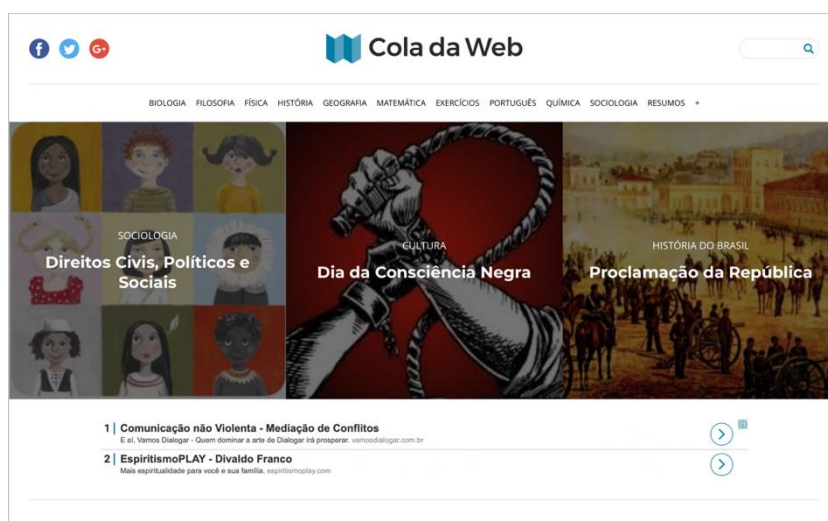 Cola da Web
BIOLOGIA FILOSOFIA FÍSICA HISTÓRIA GEOGRAFIA MATEMÁTICA EXERCÍCIOS PORTUGUÊS QUÍMICA SOCIOLOGIA RESUMOS +
SOCIOLOGIA
Direitos Civis, Políticos e
Sociais
CULTURA
Dia da Consciência Negra
HISTÓRIA DO BRASIL
Proclamação da República
1 Comunicação não Violenta - Mediação de Conflitos
E aí, Vamos Dialogar - Quem dominar a arte de Dialogar irá prosperar. vamosdialogar.com.br
2 EspiritismoPLAY - Divaldo Franco
Mais espiritualidade para você e sua família. espiritismoplay.com